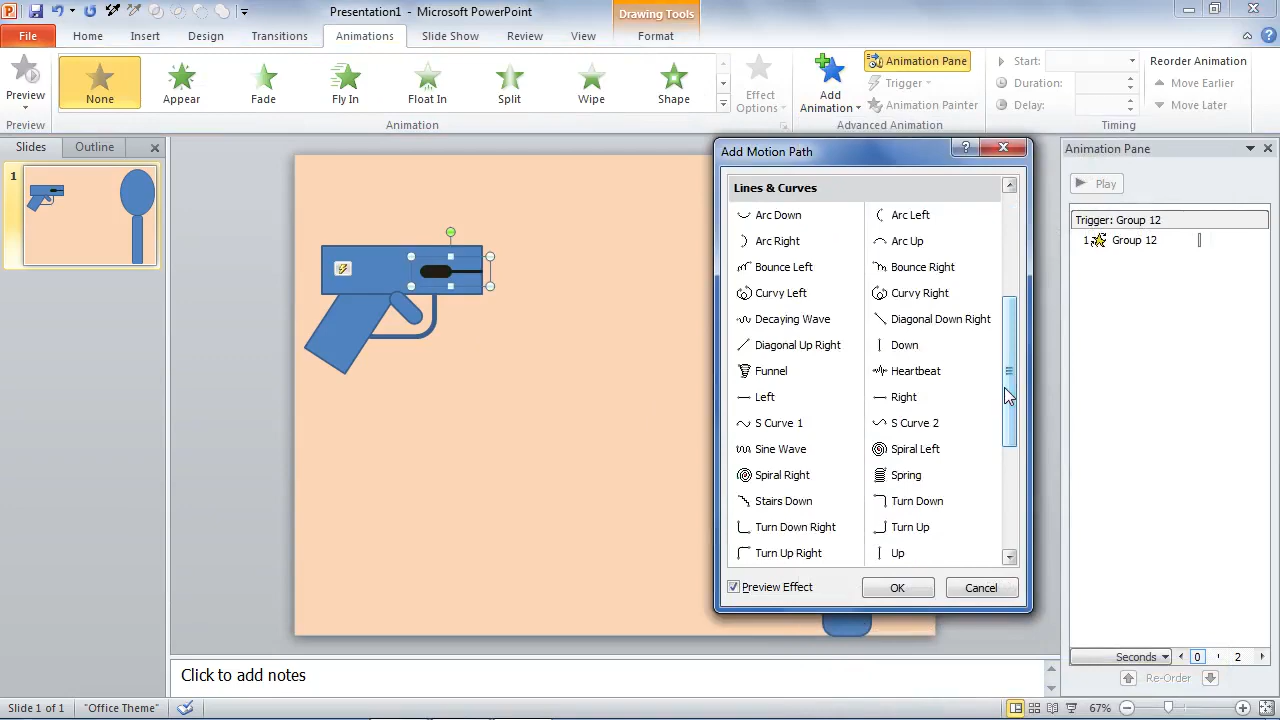 Presentation1 - Microsoft PowerPoint
Drawing Tools
File Home Insert Design Transitions Animations Slide Show Review View Format
Preview
None Appear Fade Fly In Float In Split Wipe Shape
Effect Options
Add Animation
Animation Pane
Trigger
Animation Painter
Start:
Duration:
Delay:
Reorder Animation
Move Earlier
Move Later
Preview Animation Advanced Animation Timing
Slides Outline
1
Add Motion Path
Lines & Curves
Arc Down Arc Left
Arc Right Arc Up
Bounce Left Bounce Right
Curvy Left Curvy Right
Decaying Wave Diagonal Down Right
Diagonal Up Right Down
Funnel Heartbeat
Left Right
S Curve 1 S Curve 2
Sine Wave Spiral Left
Spiral Right Spring
Stairs Down Turn Down
Turn Down Right Turn Up
Turn Up Right Up
Preview Effect OK Cancel
Animation Pane
Play
Trigger: Group 12
1 Group 12
Seconds 0 2
Re-Order
Click to add notes
Slide 1 of 1 "Office Theme" 67%